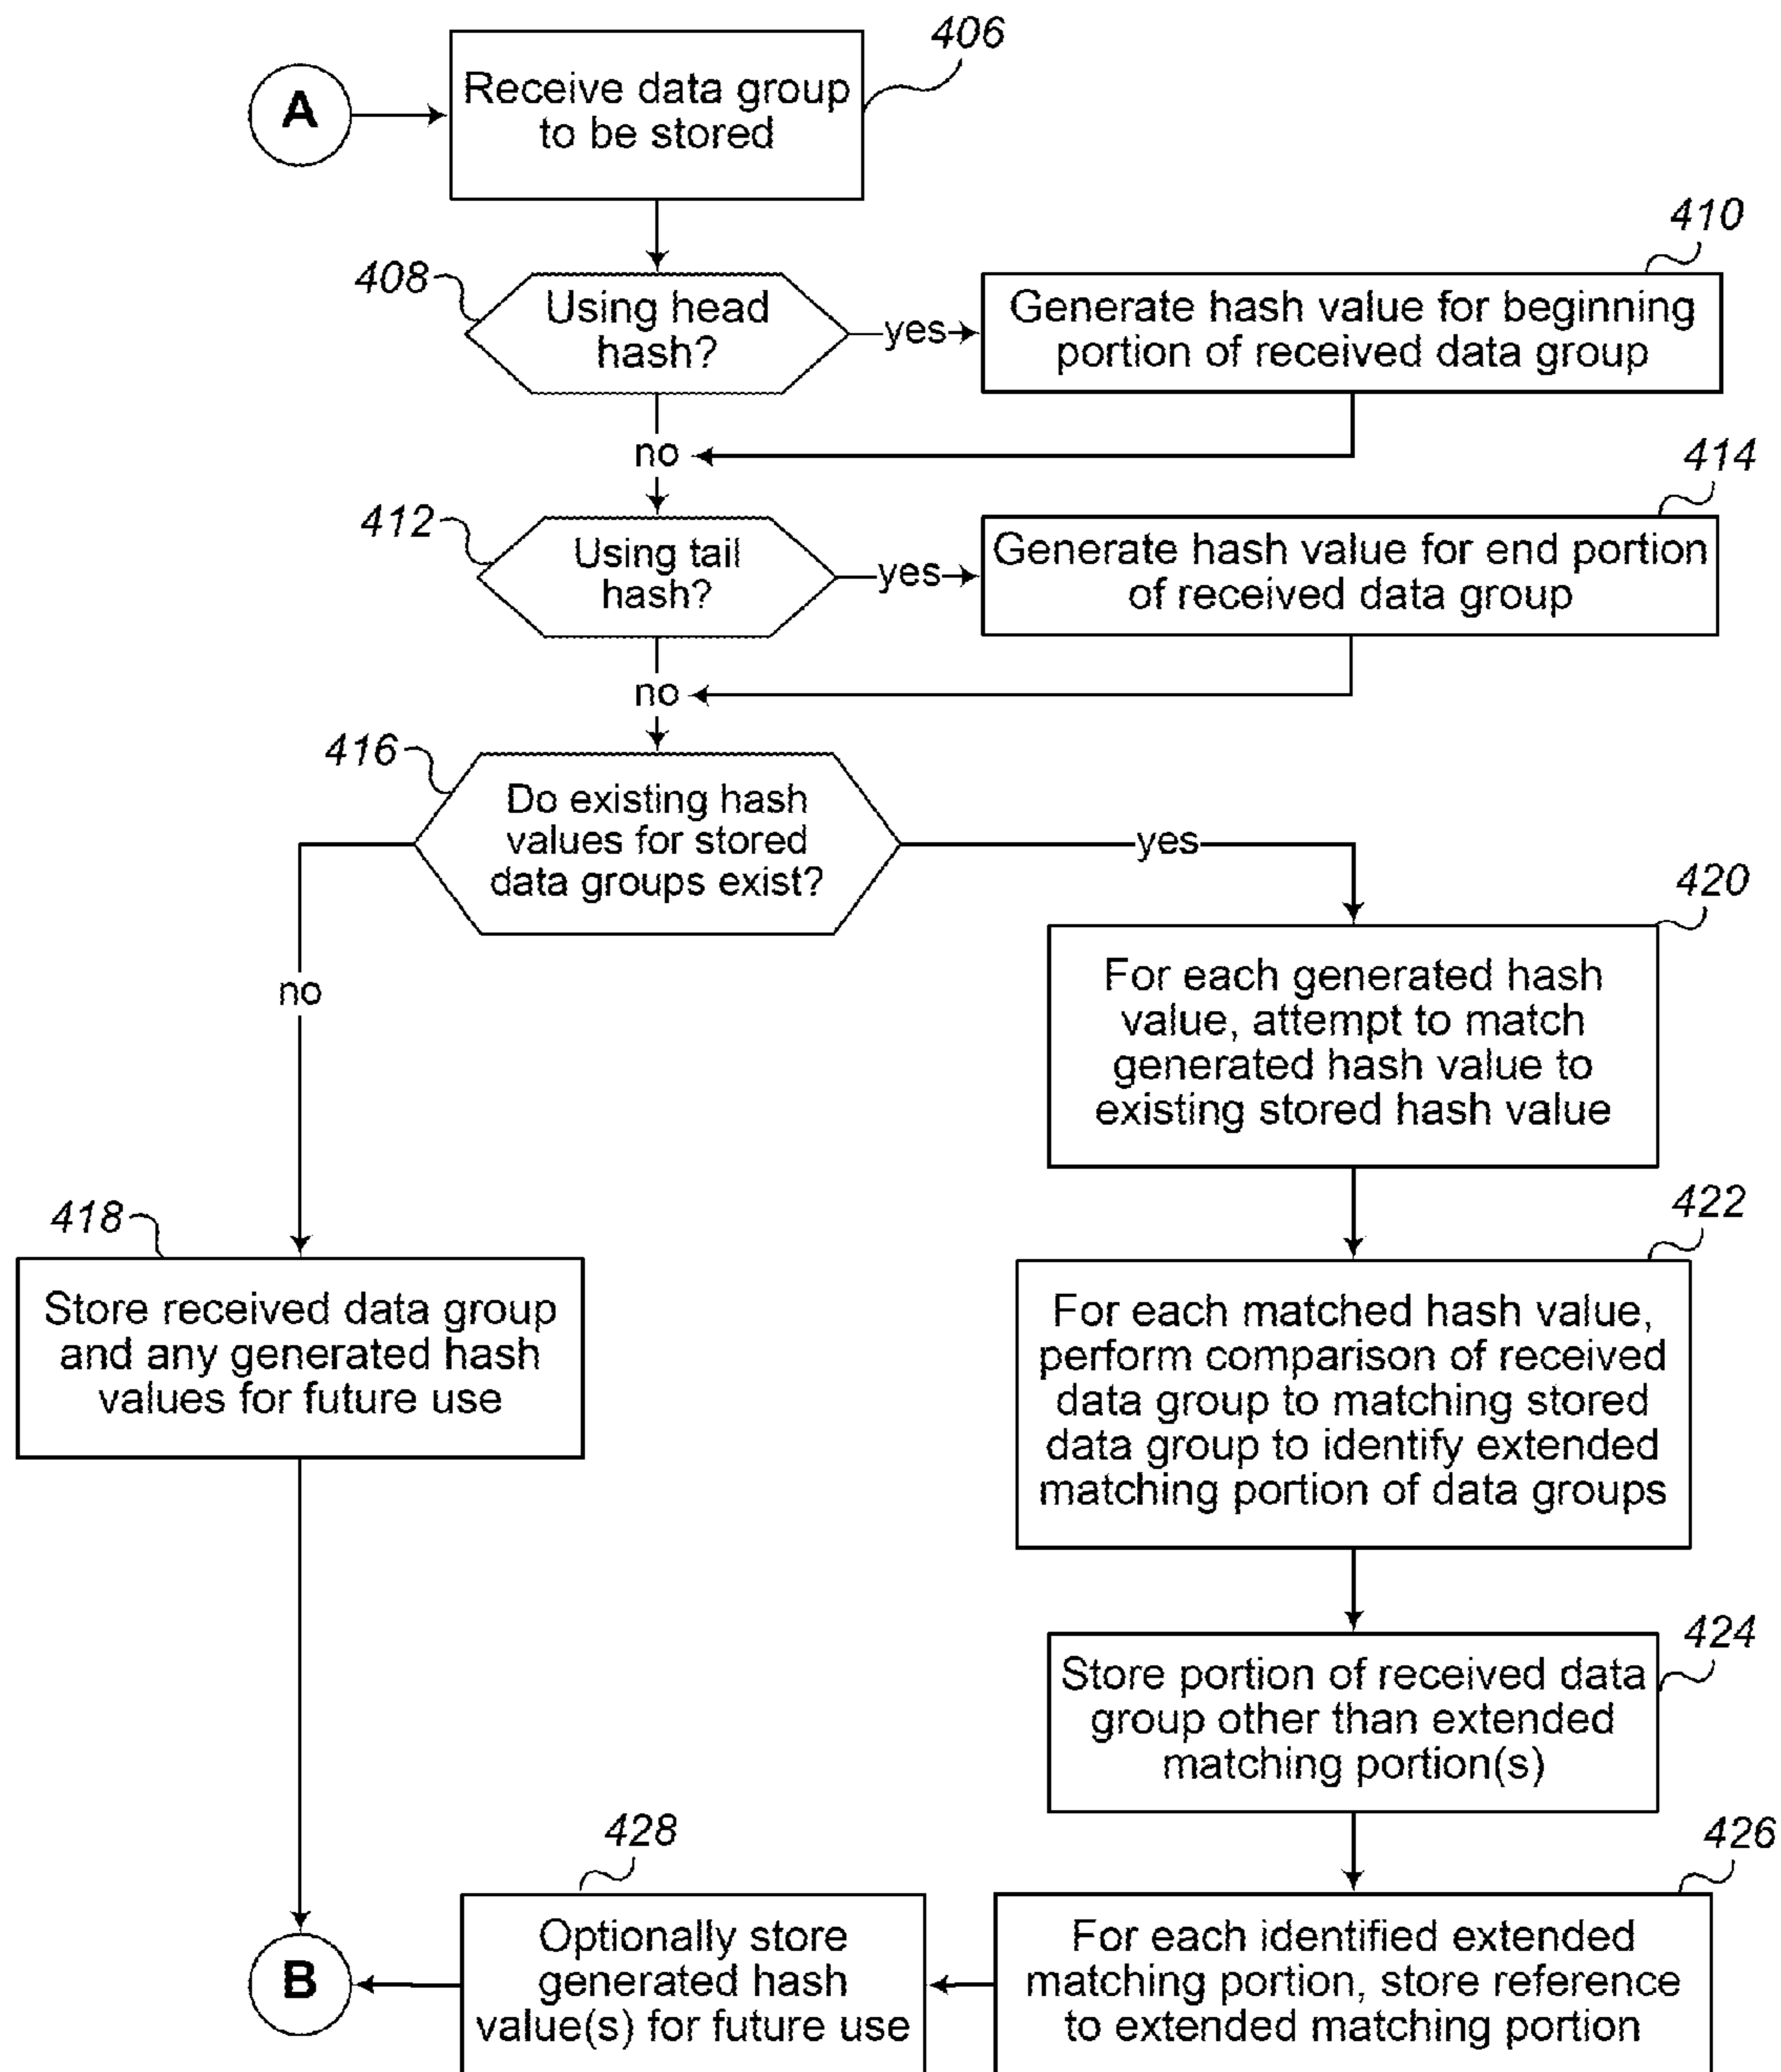 406
A
Receive data group
to be stored
410
408
Using head
hash?
yes
Generate hash value for beginning
portion of received data group
no
414
412
Using tail
hash?
yes
Generate hash value for end portion
of received data group
no
416
Do existing hash
values for stored
data groups exist?
yes
no
420
For each generated hash
value, attempt to match
generated hash value to
existing stored hash value
418
Store received data group
and any generated hash
values for future use
422
For each matched hash value,
perform comparison of received
data group to matching stored
data group to identify extended
matching portion of data groups
424
Store portion of received data
group other than extended
matching portion(s)
426
For each identified extended
matching portion, store reference
to extended matching portion
428
Optionally store
generated hash
value(s) for future use
B